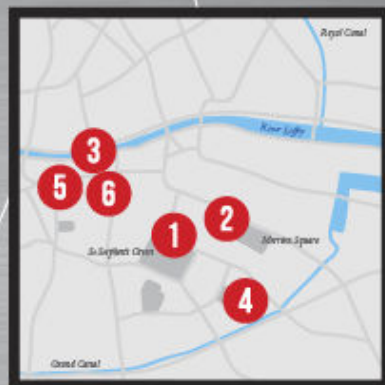 Royal Canal
River Liffey
3
5
6
2
1
Merrion Square
St Stephen's Green
4
Grand Canal